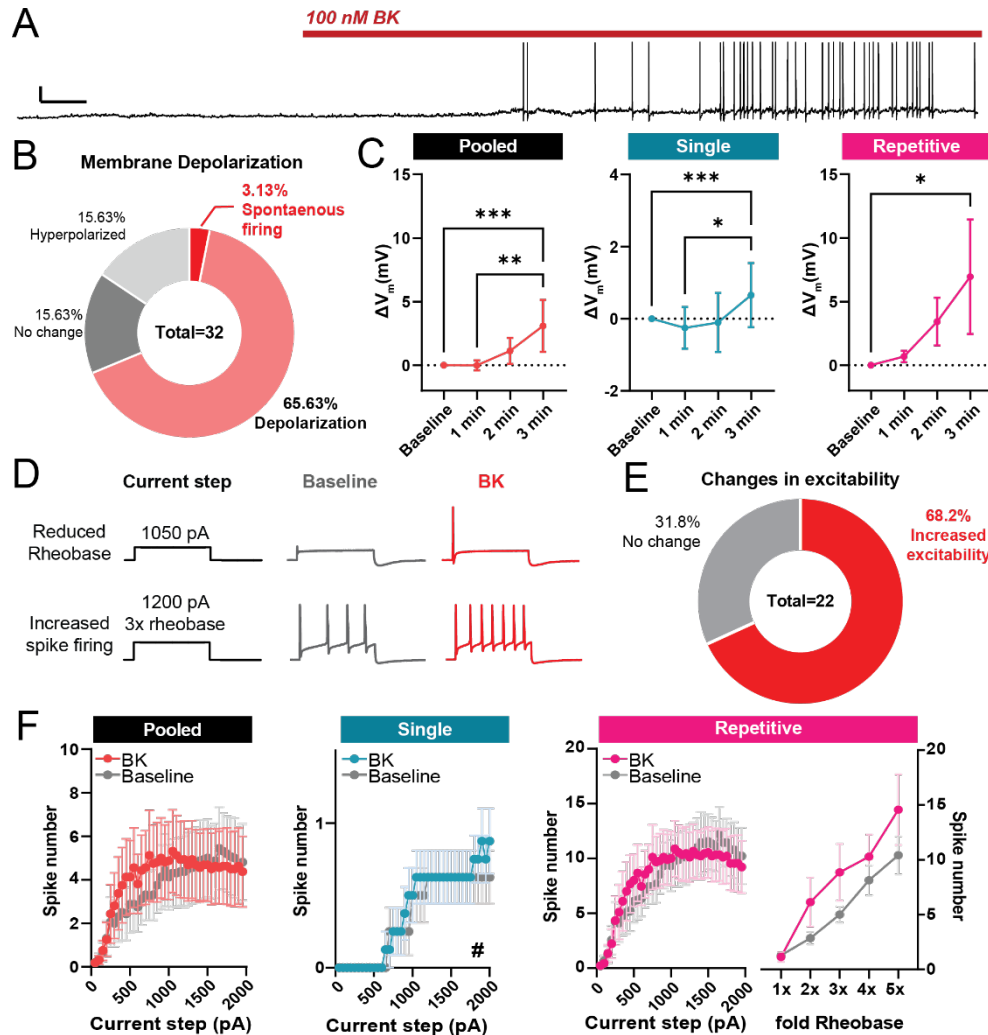 A
100 nM BK
B
Membrane Depolarization
3.13%
Spontaenous
firing
15.63%
Hyperpolarized
15.63%
No change
Total=32
65.63%
Depolarization
C
Pooled
ΔVm(mV)
15
10
5
0
***
**
Baseline
1 min
2 min
3 min
Single
ΔVm(mV)
4
2
0
-2
***
*
Baseline
1 min
2 min
3 min
Repetitive
ΔVm(mV)
15
10
5
0
*
Baseline
1 min
2 min
3 min
D
Current step
Baseline
BK
Reduced
Rheobase
1050 pA
Increased
spike firing
1200 pA
3x rheobase
E
Changes in excitability
31.8%
No change
68.2%
Increased
excitability
Total=22
F
Pooled
BK
Baseline
Spike number
10
8
6
4
2
0
0
500
1000
1500
2000
Current step (pA)
Single
BK
Baseline
Spike number
1
0
#
0
500
1000
1500
2000
Current step (pA)
Repetitive
BK
Baseline
Spike number
20
15
10
5
0
0
500
1000
1500
2000
Current step (pA)
20
15
10
5
0
Spike number
1x
2x
3x
4x
5x
fold Rheobase